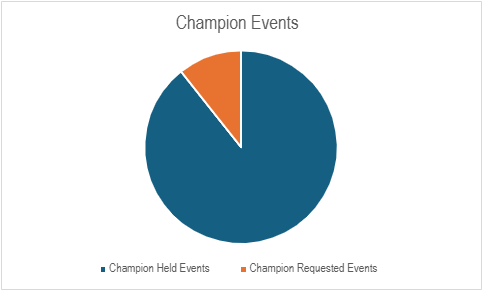 Champion Events
Champion Held Events
Champion Requested Events